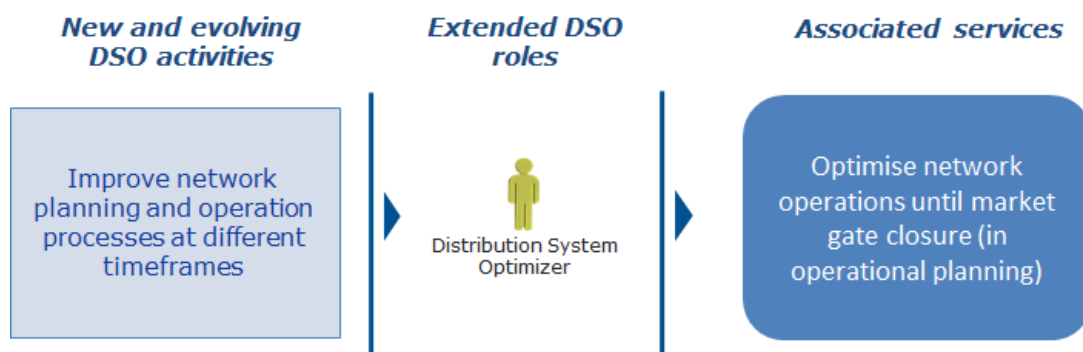 New and evolving
DSO activities
Extended DSO
roles
Associated services
Improve network
planning and operation
processes at different
timeframes
Distribution System
Optimizer
Optimise network
operations until market
gate closure (in
operational planning)